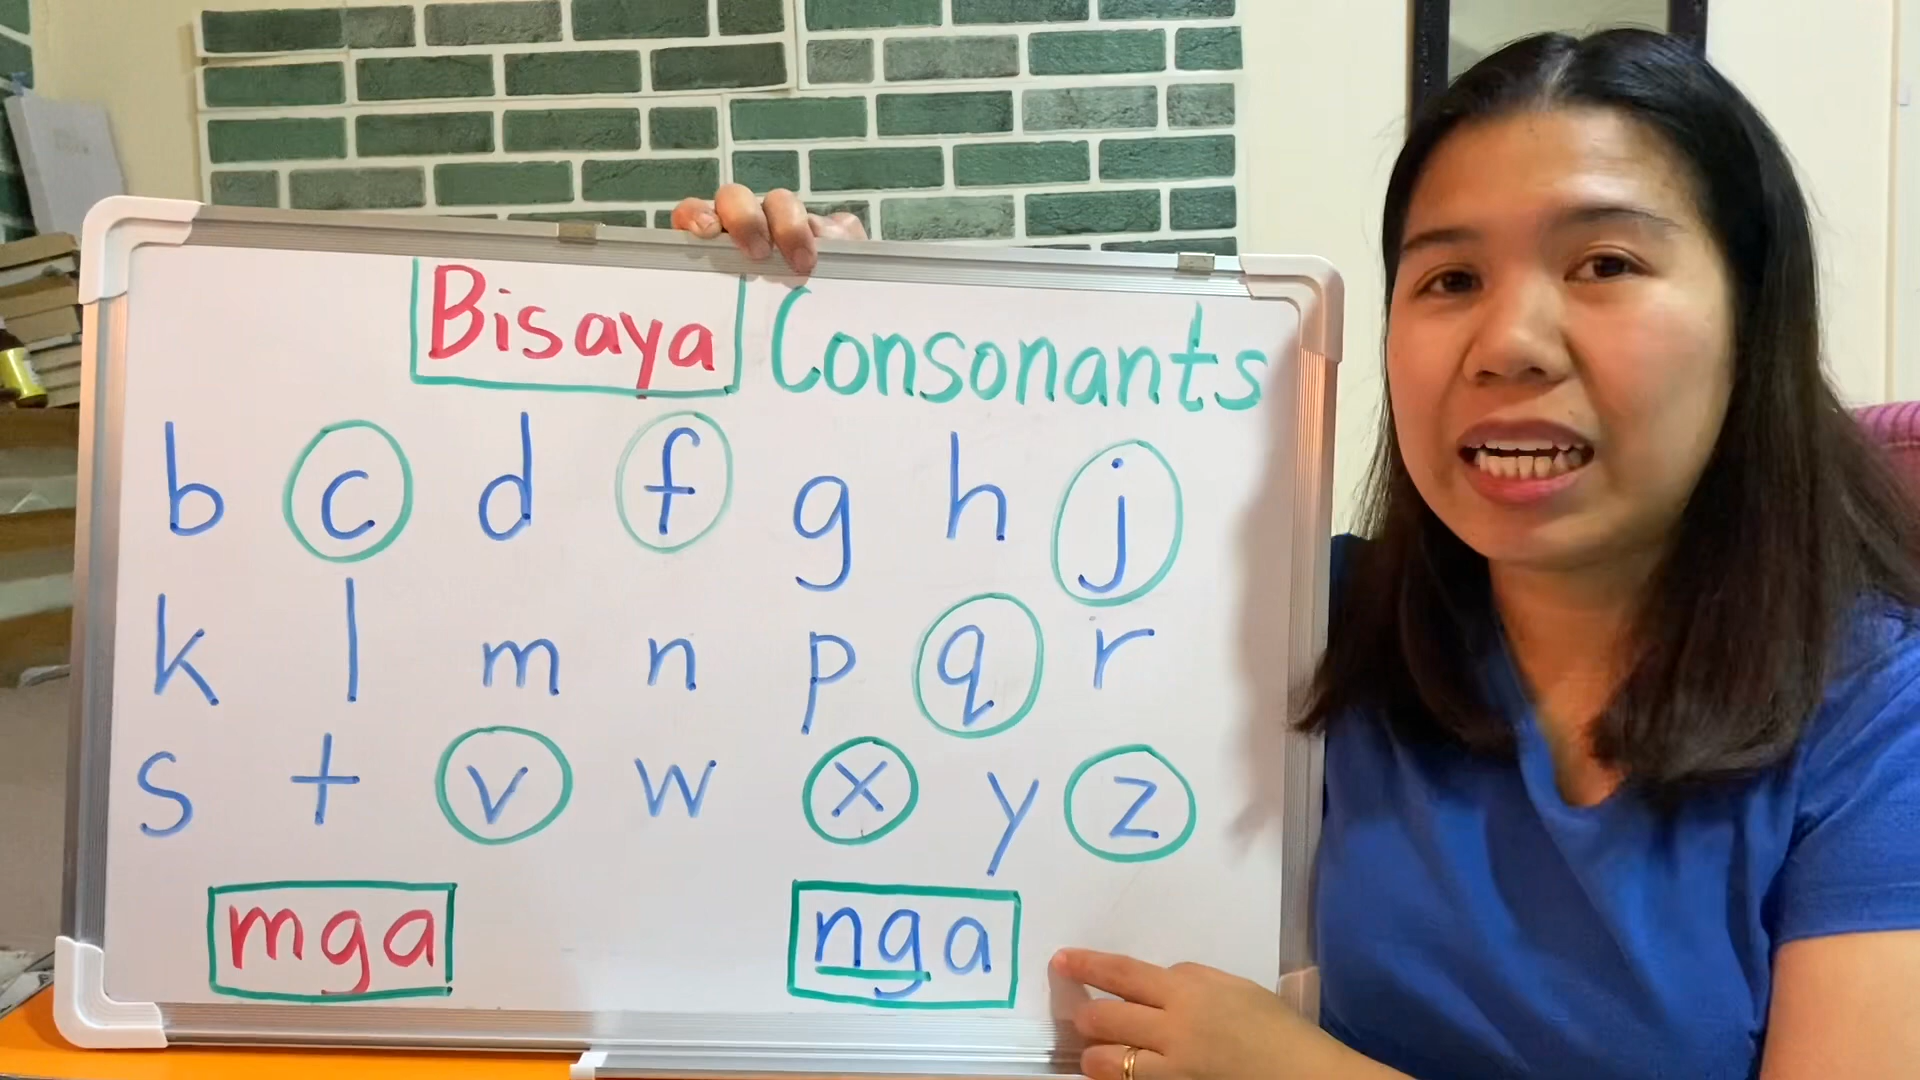 Bisaya Consonants
b c d f g h j
k l m n p q r
s t v w x y z
mga nga